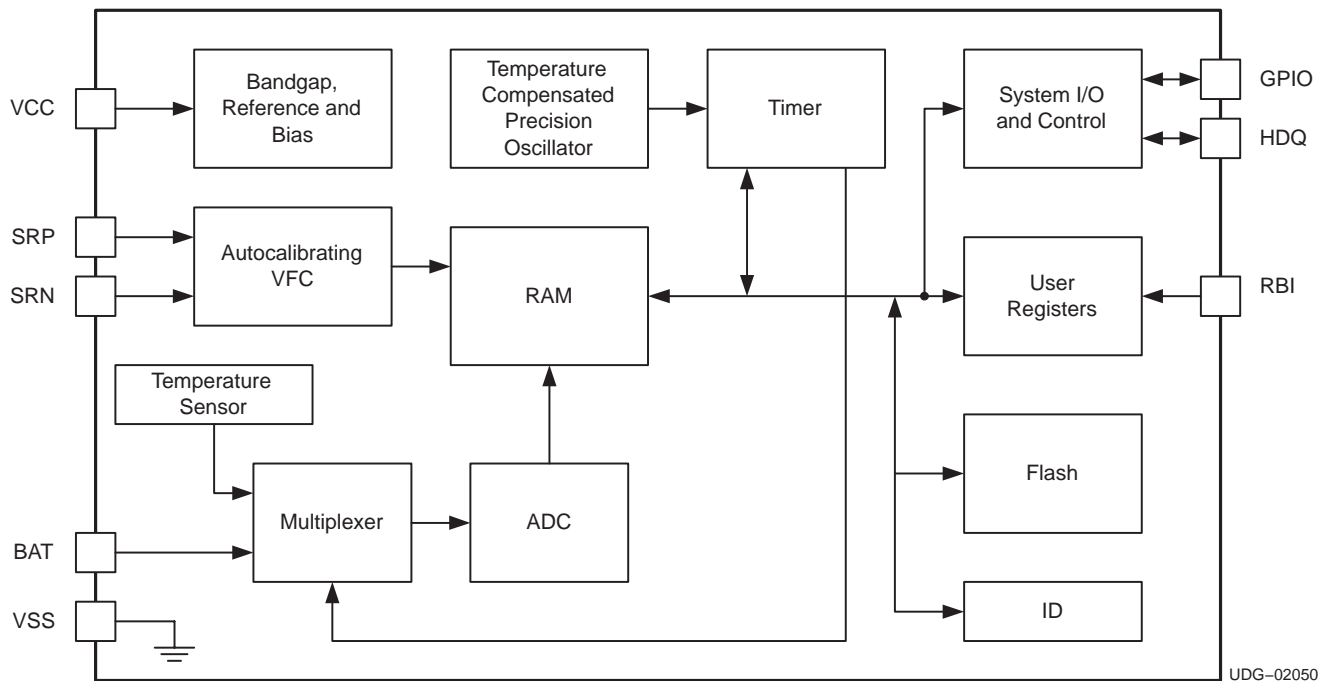 VCC
Bandgap,
Reference and
Bias
Temperature
Compensated
Precision
Oscillator
Timer
System I/O
and Control
GPIO
HDQ
SRP
SRN
Autocalibrating
VFC
RAM
User
Registers
RBI
Temperature
Sensor
Multiplexer
ADC
Flash
BAT
VSS
ID
UDG–02050